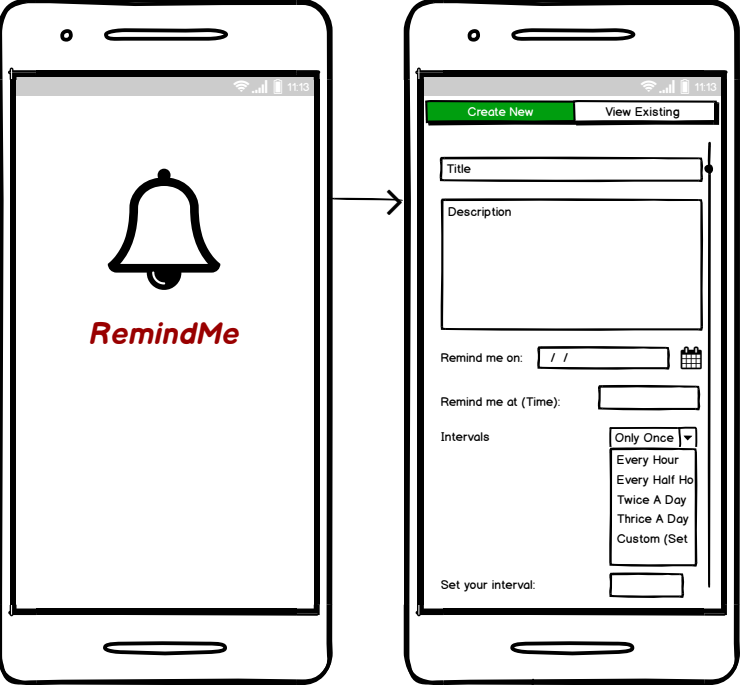 11:13
RemindMe
11:13
Create New
View Existing
Title
Description
Remind me on:
/ /
Remind me at (Time):
Intervals
Only Once
Every Hour
Every Half Ho
Twice A Day
Thrice A Day
Custom (Set
Set your interval: